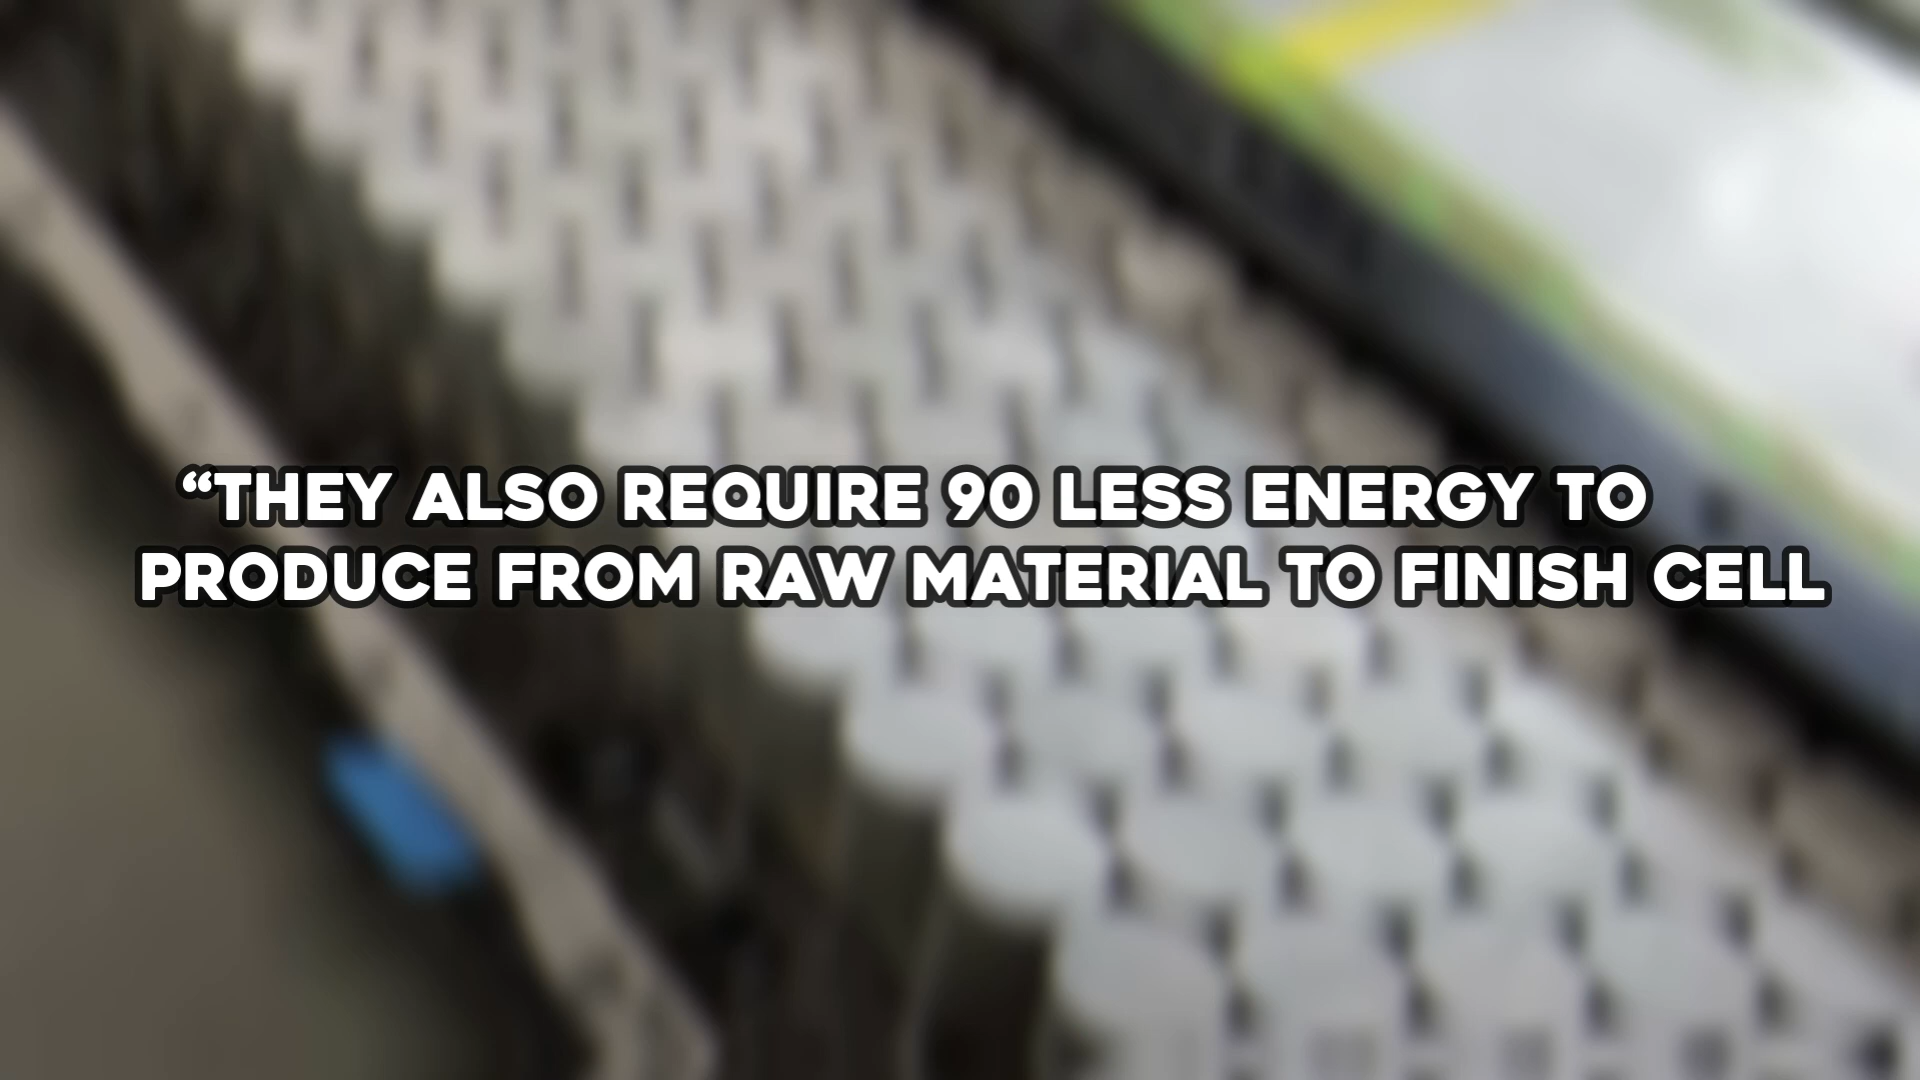 “THEY ALSO REQUIRE 90 LESS ENERGY TO
PRODUCE FROM RAW MATERIAL TO FINISH CELL